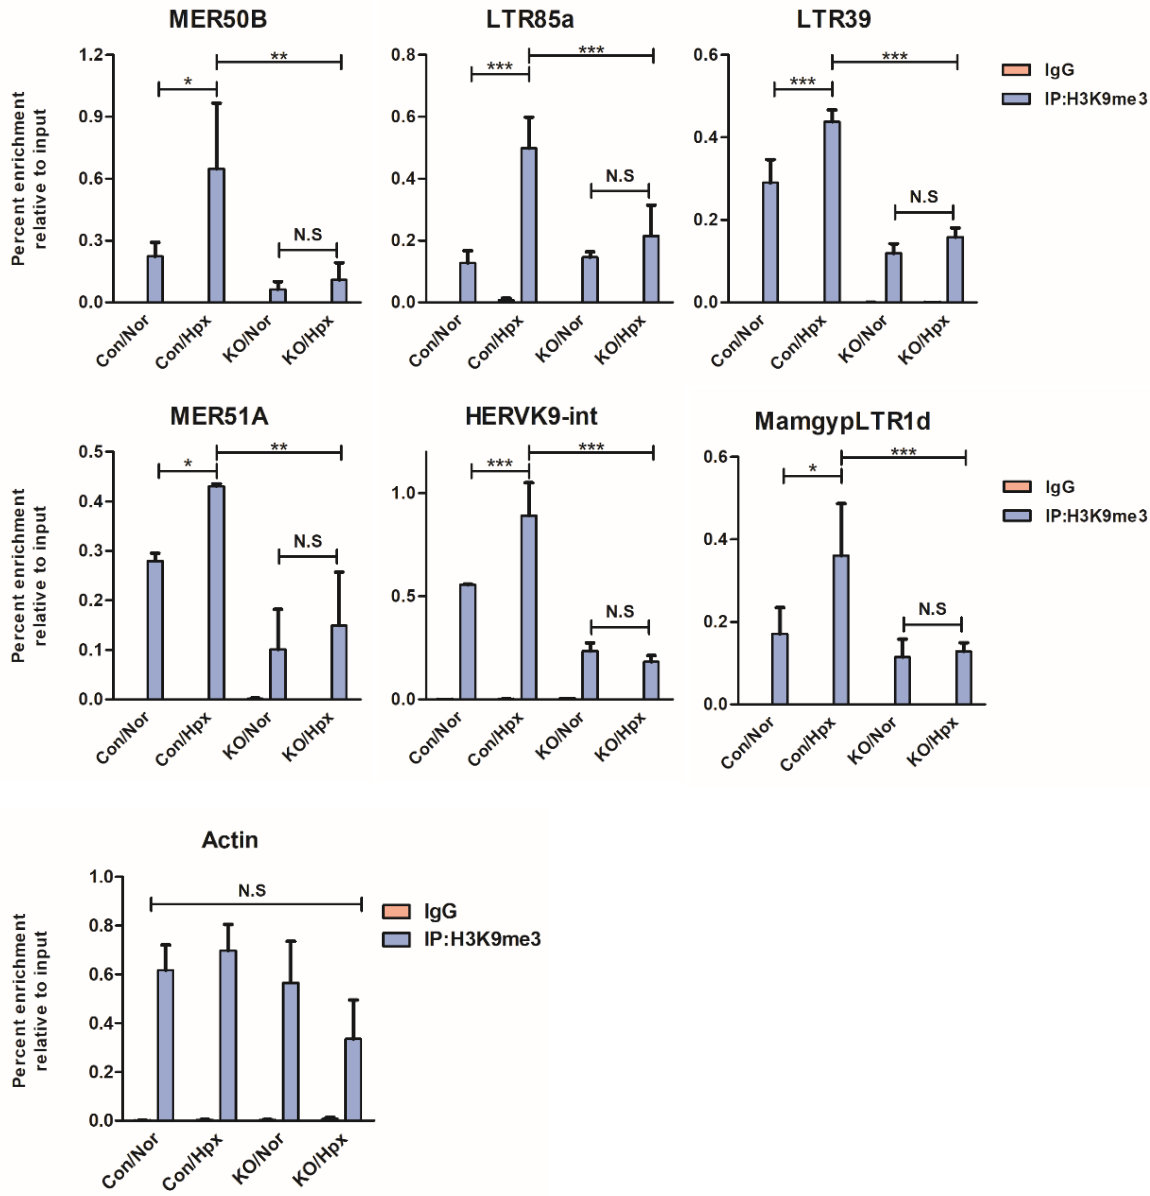 MER50B
Percent enrichment
relative to input
1.2
0.9
0.6
0.3
0.0
*
**
N.S
Con/Nor
Con/Hpx
KO/Nor
KO/Hpx
LTR85a
0.8
0.6
0.4
0.2
0.0
***
***
N.S
Con/Nor
Con/Hpx
KO/Nor
KO/Hpx
LTR39
0.6
0.4
0.2
0.0
***
***
N.S
Con/Nor
Con/Hpx
KO/Nor
KO/Hpx
IgG
IP:H3K9me3
MER51A
Percent enrichment
relative to input
0.5
0.4
0.3
0.2
0.1
0.0
*
**
N.S
Con/Nor
Con/Hpx
KO/Nor
KO/Hpx
HERVK9-int
1.0
0.5
0.0
***
***
N.S
Con/Nor
Con/Hpx
KO/Nor
KO/Hpx
MamgypLTR1d
0.6
0.4
0.2
0.0
*
***
N.S
Con/Nor
Con/Hpx
KO/Nor
KO/Hpx
IgG
IP:H3K9me3
Actin
Percent enrichment
relative to input
1.0
0.8
0.6
0.4
0.2
0.0
N.S
Con/Nor
Con/Hpx
KO/Nor
KO/Hpx
IgG
IP:H3K9me3